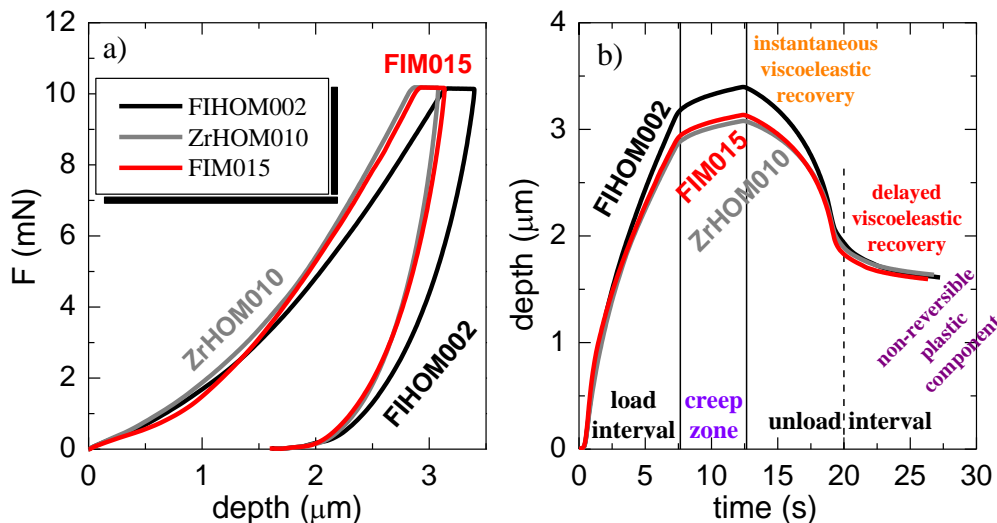 a)
F (mN)
12
10
8
6
4
2
0
FIHOM002
ZrHOM010
FIM015
FIM015
ZrHOM010
FIHOM002
0
1
2
3
depth (μm)
b)
depth (μm)
4
3
2
1
0
instantaneous
viscoeleastic
recovery
FIHOM002
FIM015
ZrHOM010
delayed
viscoeleastic
recovery
non-reversible
plastic
component
load
interval
creep
zone
unload interval
0
5
10
15
20
25
30
time (s)